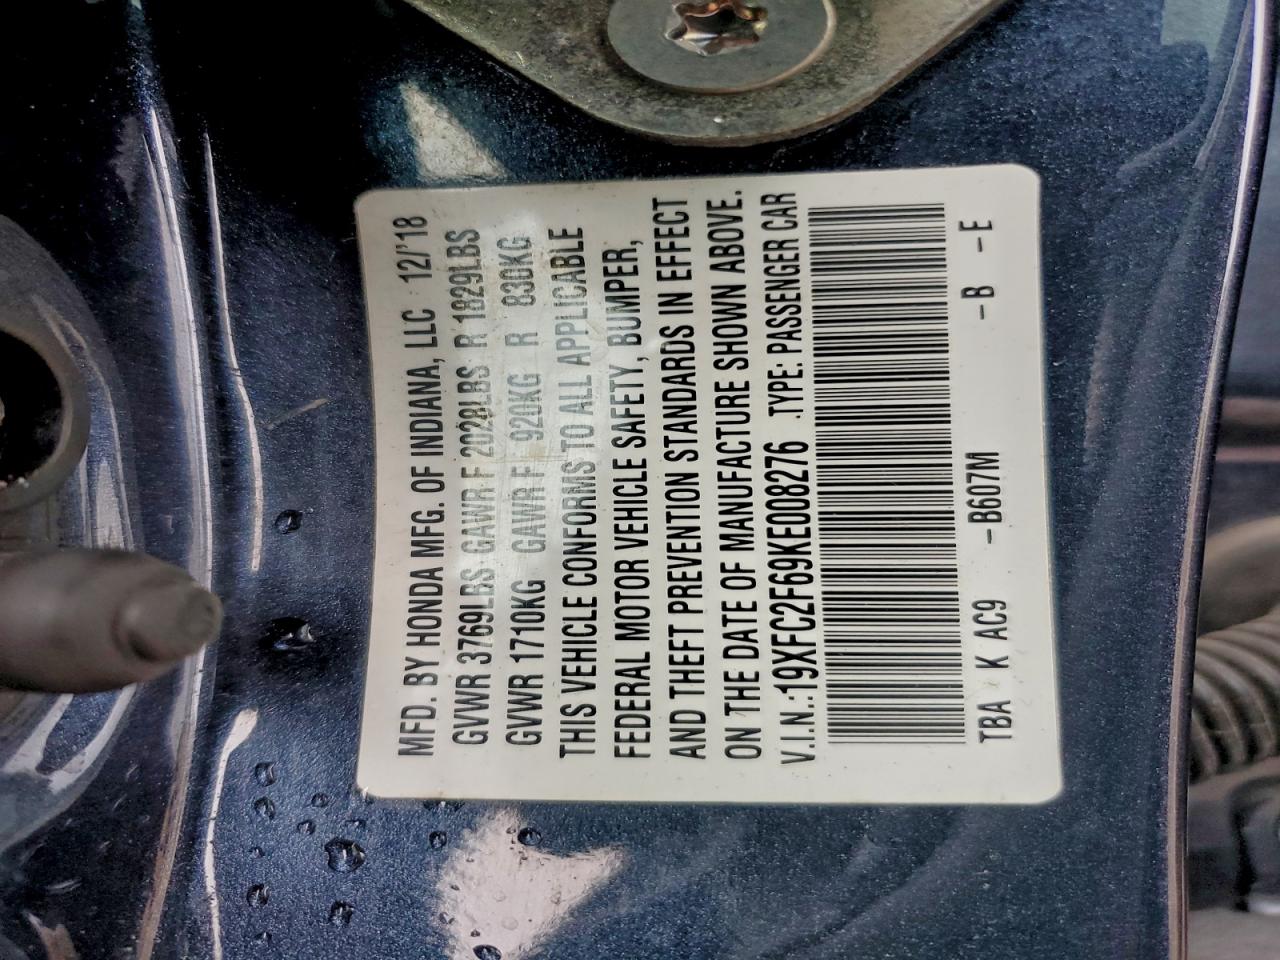 MFD. BY HONDA MFG. OF INDIANA, LLC 12/'18
GVWR 3769LBS GAWR F 2028LBS R 1829LBS
GVWR 1710KG GAWR F 920KG R 830KG
THIS VEHICLE CONFORMS TO ALL APPLICABLE
FEDERAL MOTOR VEHICLE SAFETY, BUMPER,
AND THEFT PREVENTION STANDARDS IN EFFECT
ON THE DATE OF MANUFACTURE SHOWN ABOVE.
V.I.N.:19XFC2F69KE008276 TYPE: PASSENGER CAR
TBA K AC9 -B607M -B -E